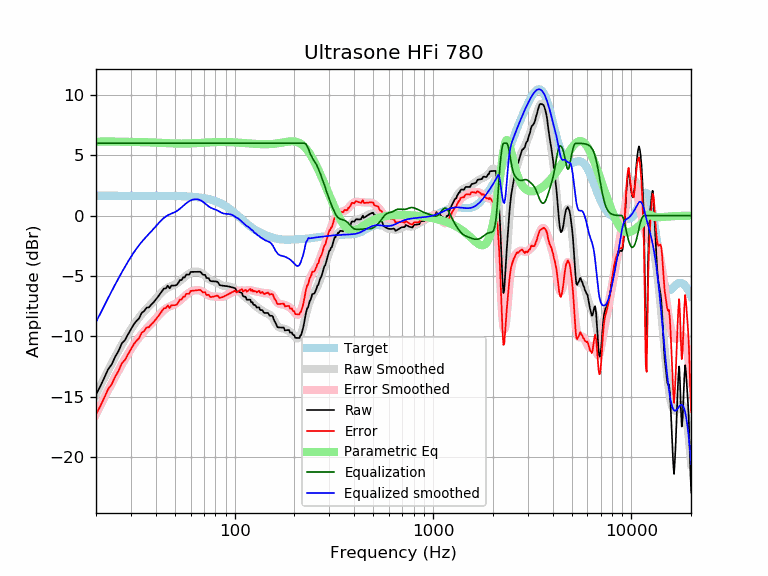 Ultrasone HFi 780
Amplitude (dBr)
10
5
0
−5
−10
−15
−20
Target
Raw Smoothed
Error Smoothed
Raw
Error
Parametric Eq
Equalization
Equalized smoothed
100
1000
10000
Frequency (Hz)